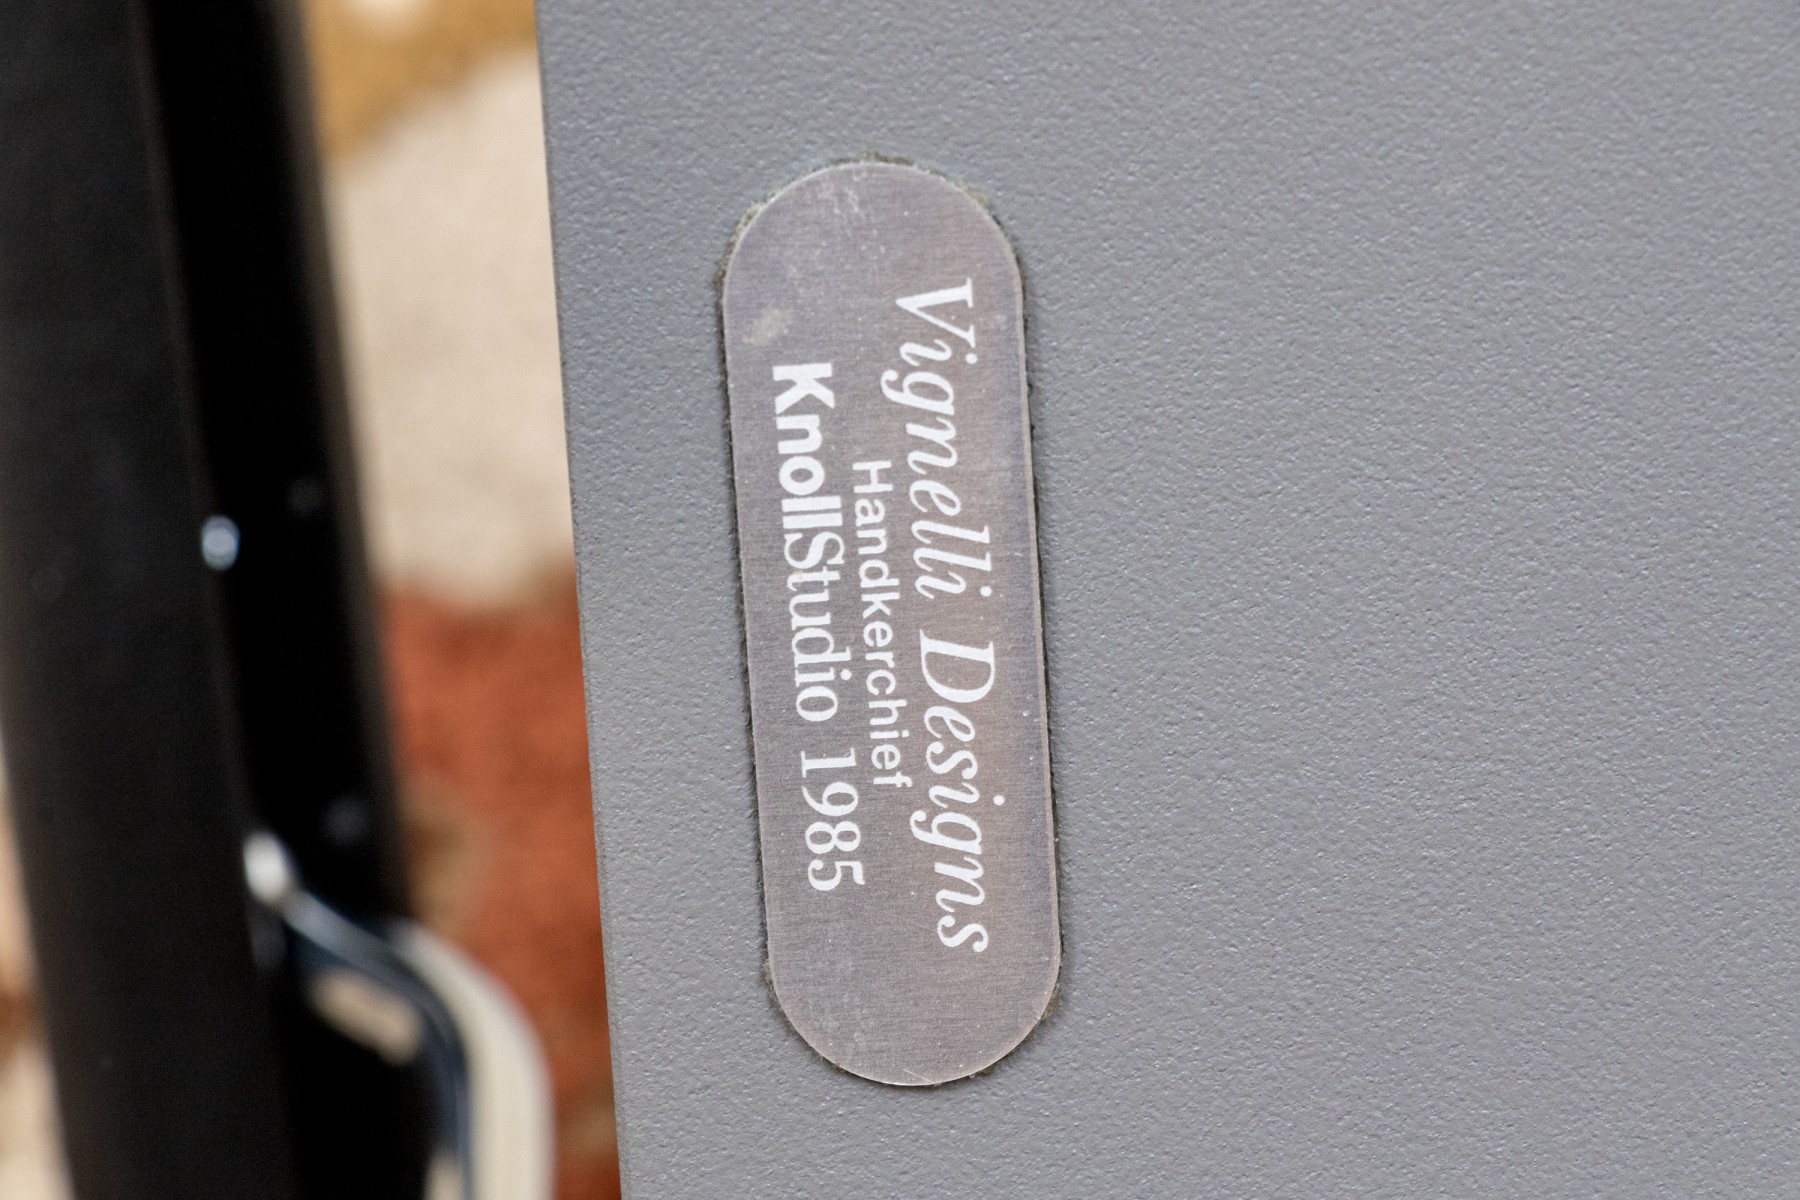 Vignelli Designs
Handkerchief
KnollStudio 1985